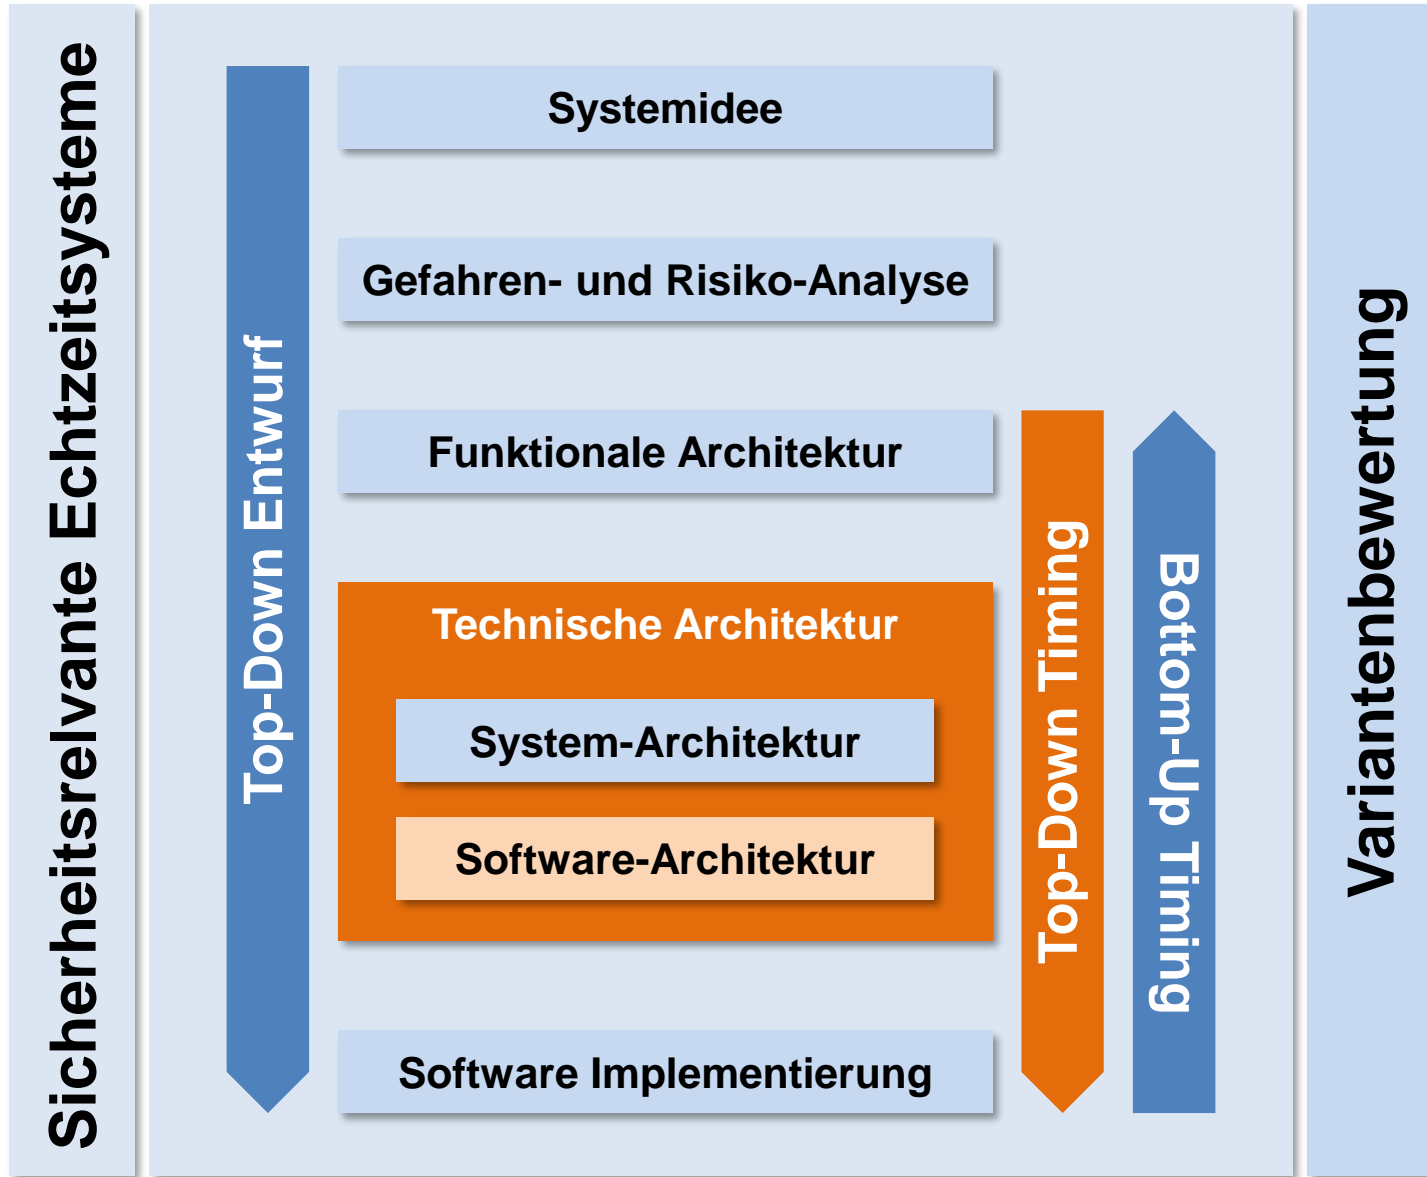 Sicherheitsrelvante Echtzeitsysteme
Top-Down Entwurf
Systemidee
Gefahren- und Risiko-Analyse
Funktionale Architektur
Technische Architektur
System-Architektur
Software-Architektur
Software Implementierung
Top-Down Timing
Bottom-Up Timing
Variantenbewertung